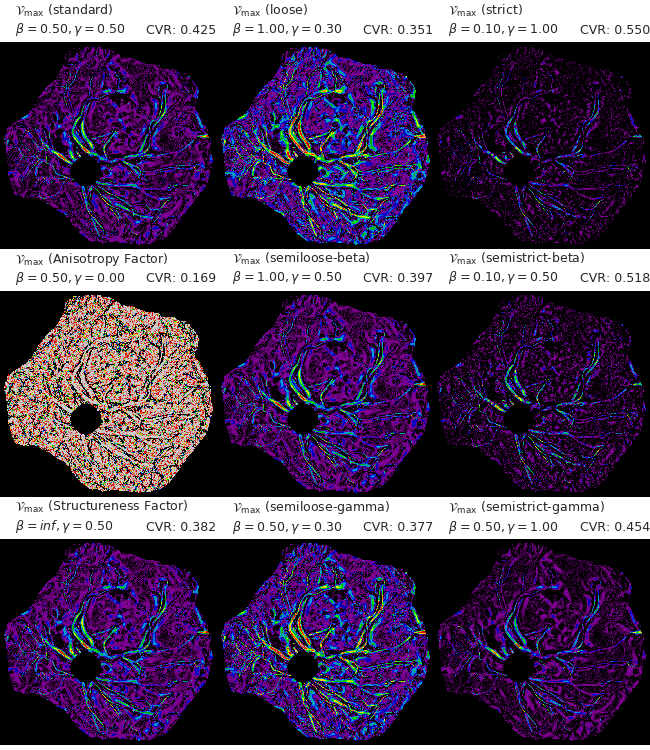 𝒱max (standard)
β = 0.50, γ = 0.50 CVR: 0.425
𝒱max (loose)
β = 1.00, γ = 0.30 CVR: 0.351
𝒱max (strict)
β = 0.10, γ = 1.00 CVR: 0.550
𝒱max (Anisotropy Factor)
β = 0.50, γ = 0.00 CVR: 0.169
𝒱max (semiloose-beta)
β = 1.00, γ = 0.50 CVR: 0.397
𝒱max (semistrict-beta)
β = 0.10, γ = 0.50 CVR: 0.518
𝒱max (Structureness Factor)
β = inf, γ = 0.50 CVR: 0.382
𝒱max (semiloose-gamma)
β = 0.50, γ = 0.30 CVR: 0.377
𝒱max (semistrict-gamma)
β = 0.50, γ = 1.00 CVR: 0.454